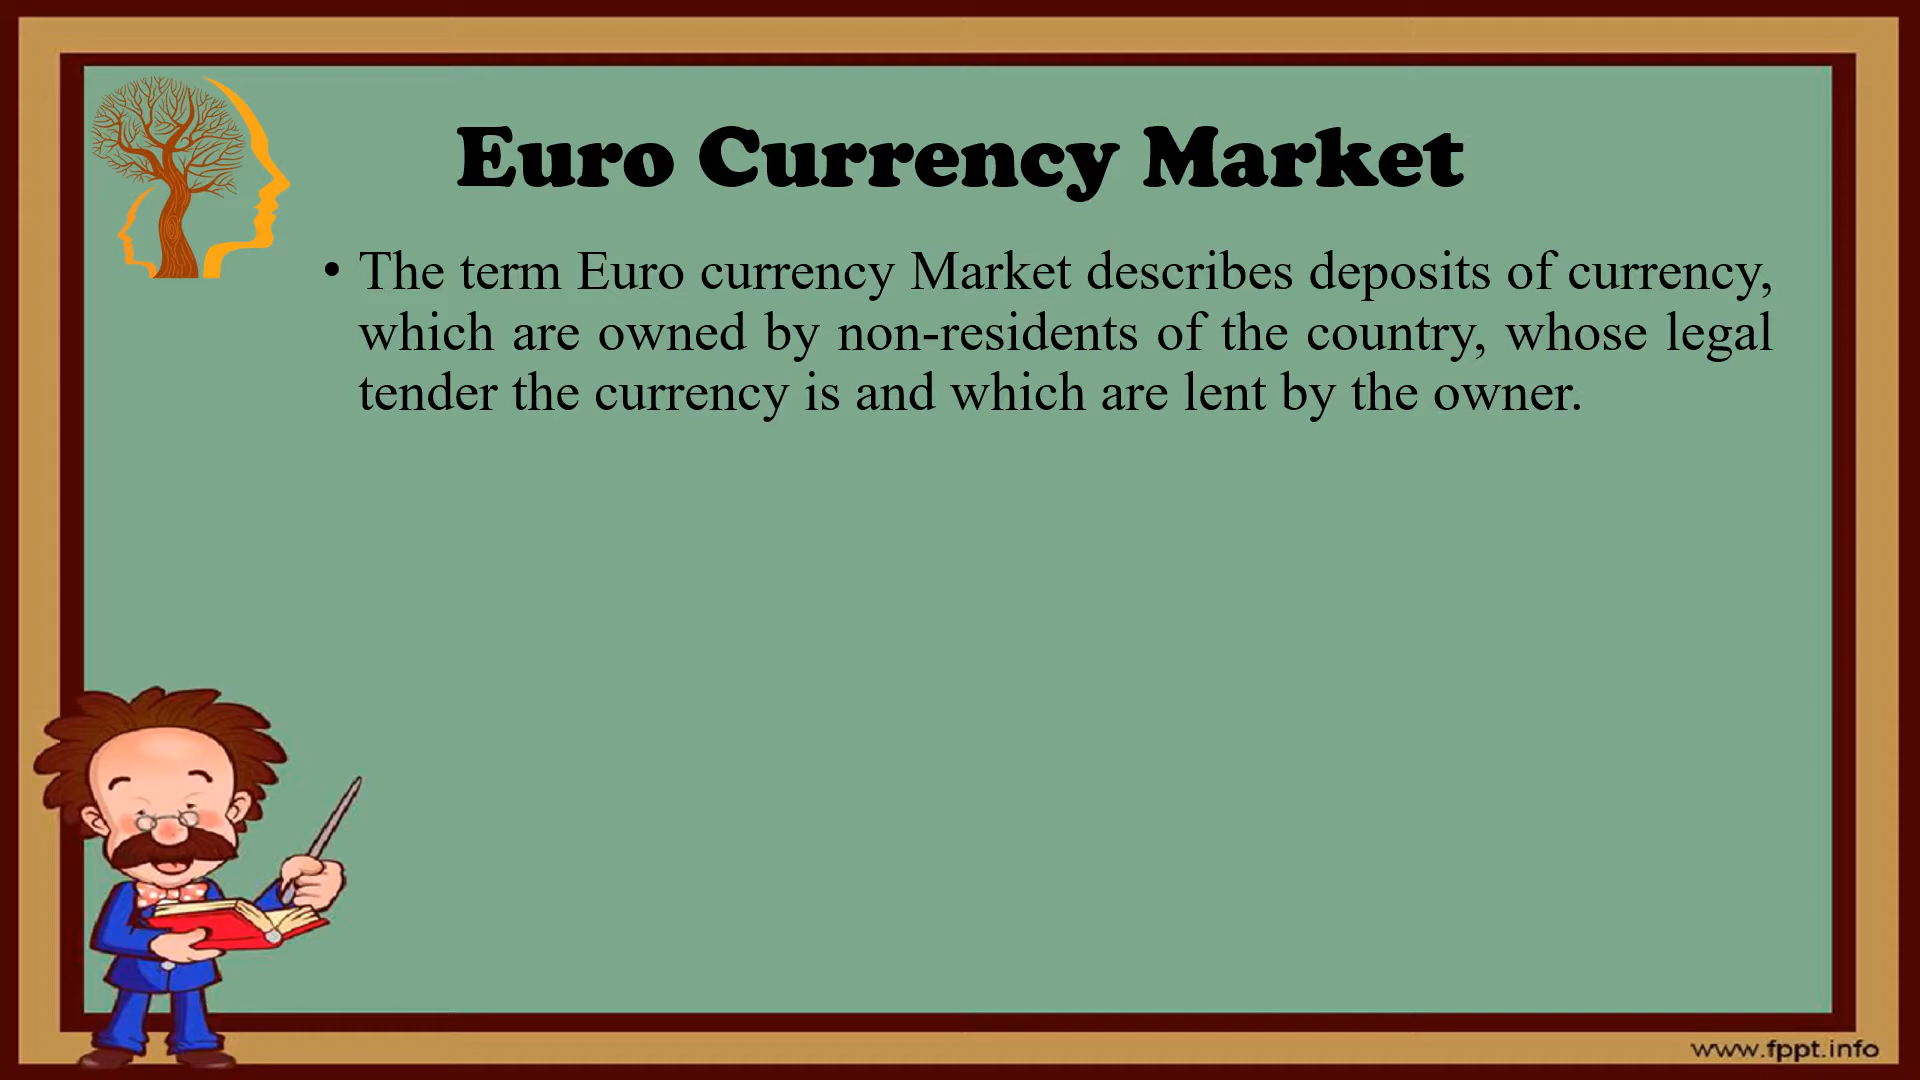 Euro Currency Market
• The term Euro currency Market describes deposits of currency,
which are owned by non-residents of the country, whose legal
tender the currency is and which are lent by the owner.
www.fppt.info